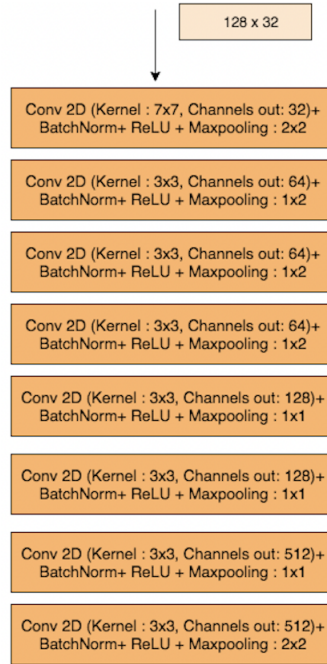 128 x 32
Conv 2D (Kernel : 7x7, Channels out: 32)+
BatchNorm+ ReLU + Maxpooling : 2x2
Conv 2D (Kernel : 3x3, Channels out: 64)+
BatchNorm+ ReLU + Maxpooling : 1x2
Conv 2D (Kernel : 3x3, Channels out: 64)+
BatchNorm+ ReLU + Maxpooling : 1x2
Conv 2D (Kernel : 3x3, Channels out: 64)+
BatchNorm+ ReLU + Maxpooling : 1x2
Conv 2D (Kernel : 3x3, Channels out: 128)+
BatchNorm+ ReLU + Maxpooling : 1x1
Conv 2D (Kernel : 3x3, Channels out: 128)+
BatchNorm+ ReLU + Maxpooling : 1x1
Conv 2D (Kernel : 3x3, Channels out: 512)+
BatchNorm+ ReLU + Maxpooling : 1x1
Conv 2D (Kernel : 3x3, Channels out: 512)+
BatchNorm+ ReLU + Maxpooling : 2x2